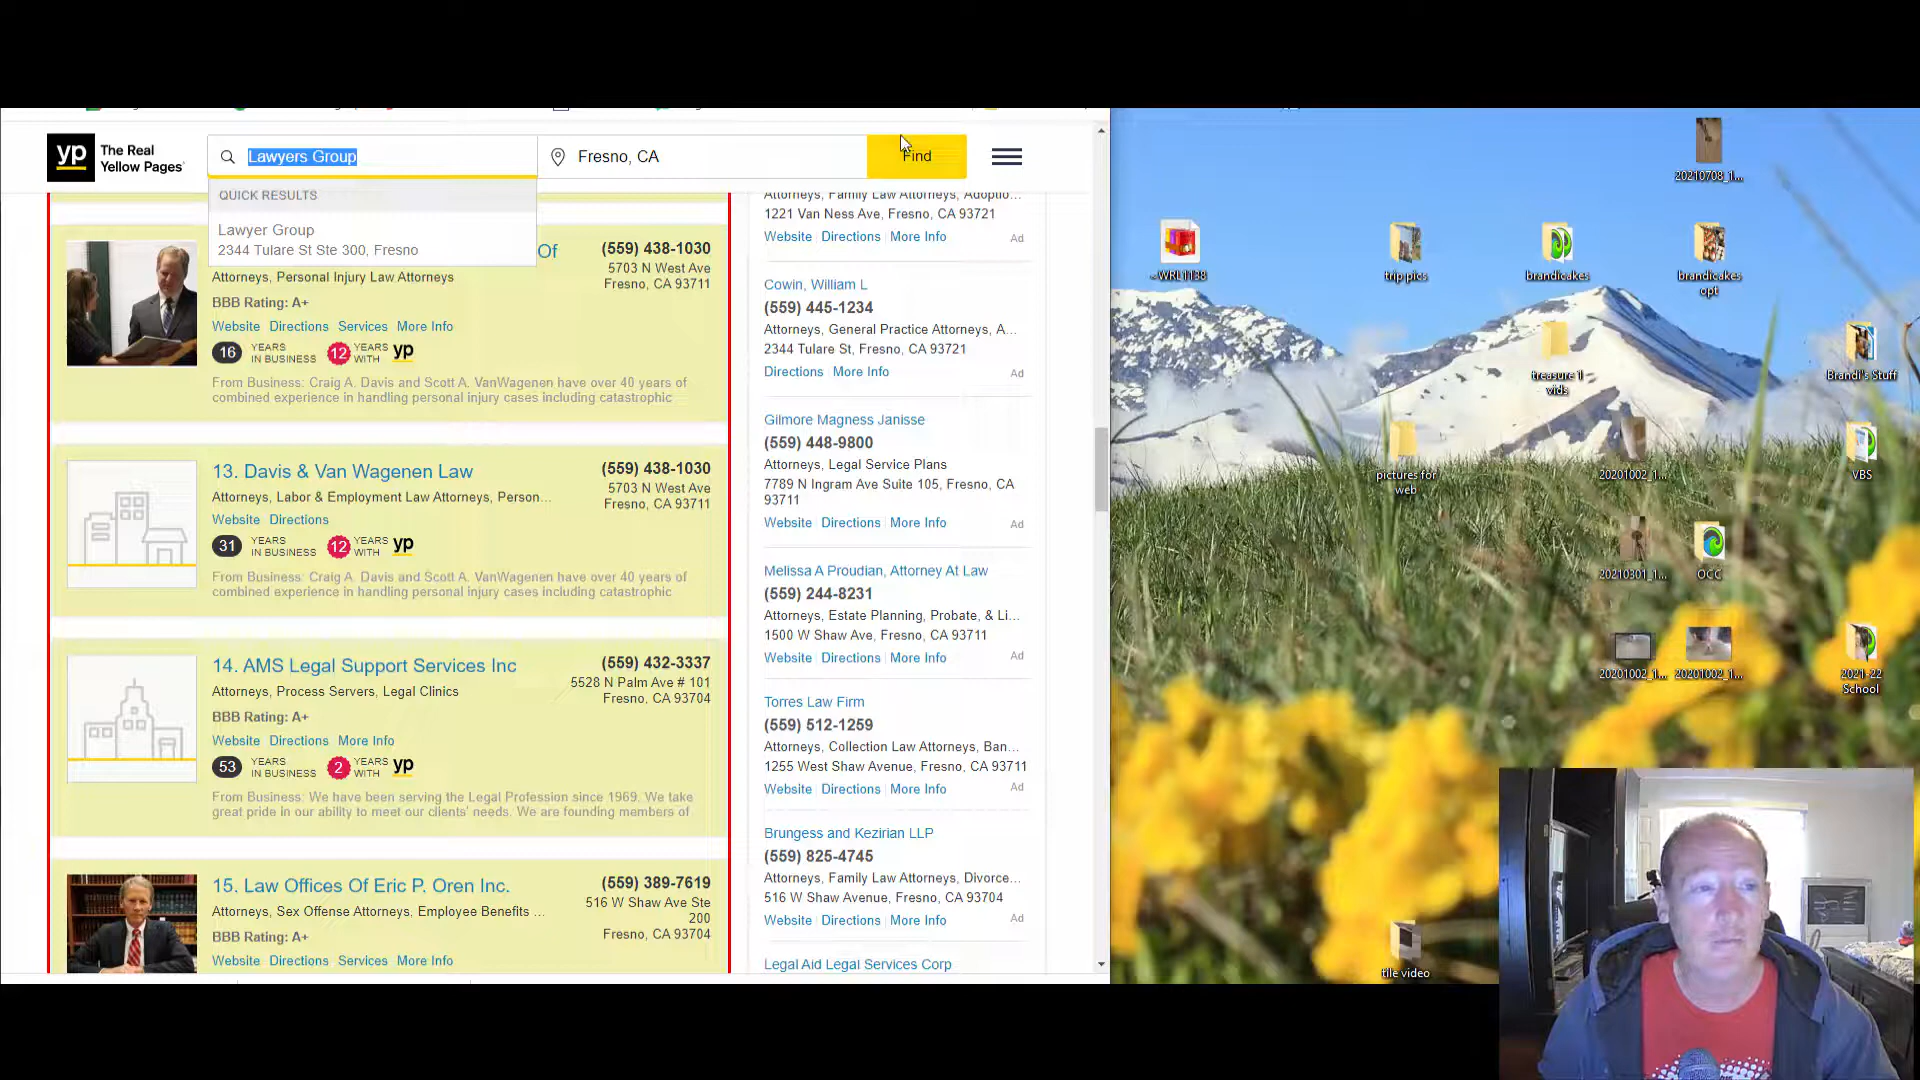 yp The Real Yellow Pages
Lawyers Group
Fresno, CA
Find
QUICK RESULTS
Lawyer Group
2344 Tulare St Ste 300, Fresno
Of
(559) 438-1030
5703 N West Ave
Fresno, CA 93711
Attorneys, Personal Injury Law Attorneys
BBB Rating: A+
Website Directions Services More Info
16 YEARS IN BUSINESS 12 YEARS WITH yp
From Business: Craig A. Davis and Scott A. VanWagenen have over 40 years of
combined experience in handling personal injury cases including catastrophic
13. Davis & Van Wagenen Law
(559) 438-1030
5703 N West Ave
Fresno, CA 93711
Attorneys, Labor & Employment Law Attorneys, Person...
Website Directions
31 YEARS IN BUSINESS 12 YEARS WITH yp
From Business: Craig A. Davis and Scott A. VanWagenen have over 40 years of
combined experience in handling personal injury cases including catastrophic
14. AMS Legal Support Services Inc
(559) 432-3337
5528 N Palm Ave # 101
Fresno, CA 93704
Attorneys, Process Servers, Legal Clinics
BBB Rating: A+
Website Directions More Info
53 YEARS IN BUSINESS 2 YEARS WITH yp
From Business: We have been serving the Legal Profession since 1969. We take
great pride in our ability to meet our clients' needs. We are founding members of
15. Law Offices Of Eric P. Oren Inc.
(559) 389-7619
516 W Shaw Ave Ste
200
Fresno, CA 93704
Attorneys, Sex Offense Attorneys, Employee Benefits ...
BBB Rating: A+
Website Directions Services More Info
Attorneys, Family Law Attorneys, Adoptio...
1221 Van Ness Ave, Fresno, CA 93721
Website Directions More Info Ad
Cowin, William L
(559) 445-1234
Attorneys, General Practice Attorneys, A...
2344 Tulare St, Fresno, CA 93721
Directions More Info Ad
Gilmore Magness Janisse
(559) 448-9800
Attorneys, Legal Service Plans
7789 N Ingram Ave Suite 105, Fresno, CA
93711
Website Directions More Info Ad
Melissa A Proudian, Attorney At Law
(559) 244-8231
Attorneys, Estate Planning, Probate, & Li...
1500 W Shaw Ave, Fresno, CA 93711
Website Directions More Info Ad
Torres Law Firm
(559) 512-1259
Attorneys, Collection Law Attorneys, Ban...
1255 West Shaw Avenue, Fresno, CA 93711
Website Directions More Info Ad
Brungess and Kezirian LLP
(559) 825-4745
Attorneys, Family Law Attorneys, Divorce...
516 W Shaw Avenue, Fresno, CA 93704
Website Directions More Info Ad
Legal Aid Legal Services Corp
20210708_1...
~WRL1138
trip pics
brandicakes
brandicakes
opt
treasure 1
vids
Brandi's Stuff
pictures for
web
20201002_1...
VBS
20210301_1...
OCC
20201002_1...
20201002_1...
2021-22
School
tile video